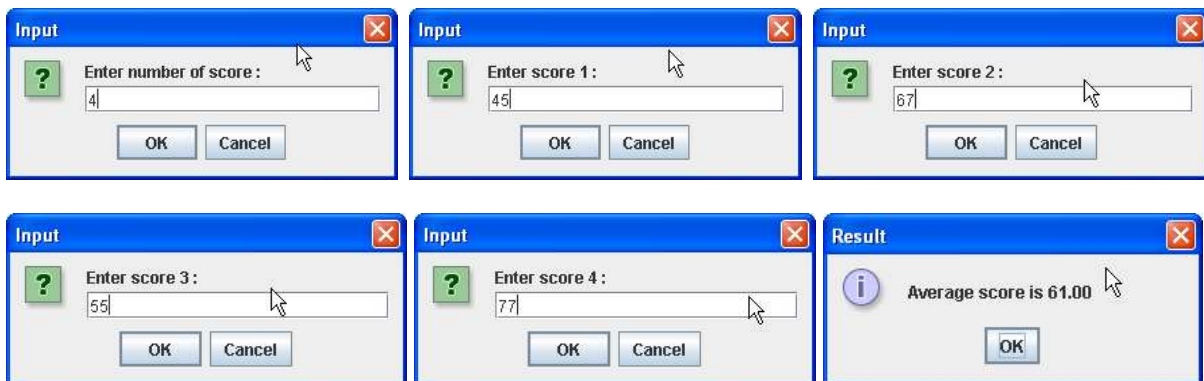 Input
Enter number of score :
4
OK Cancel
Input
Enter score 1 :
45
OK Cancel
Input
Enter score 2 :
67
OK Cancel
Input
Enter score 3 :
55
OK Cancel
Input
Enter score 4 :
77
OK Cancel
Result
Average score is 61.00
OK